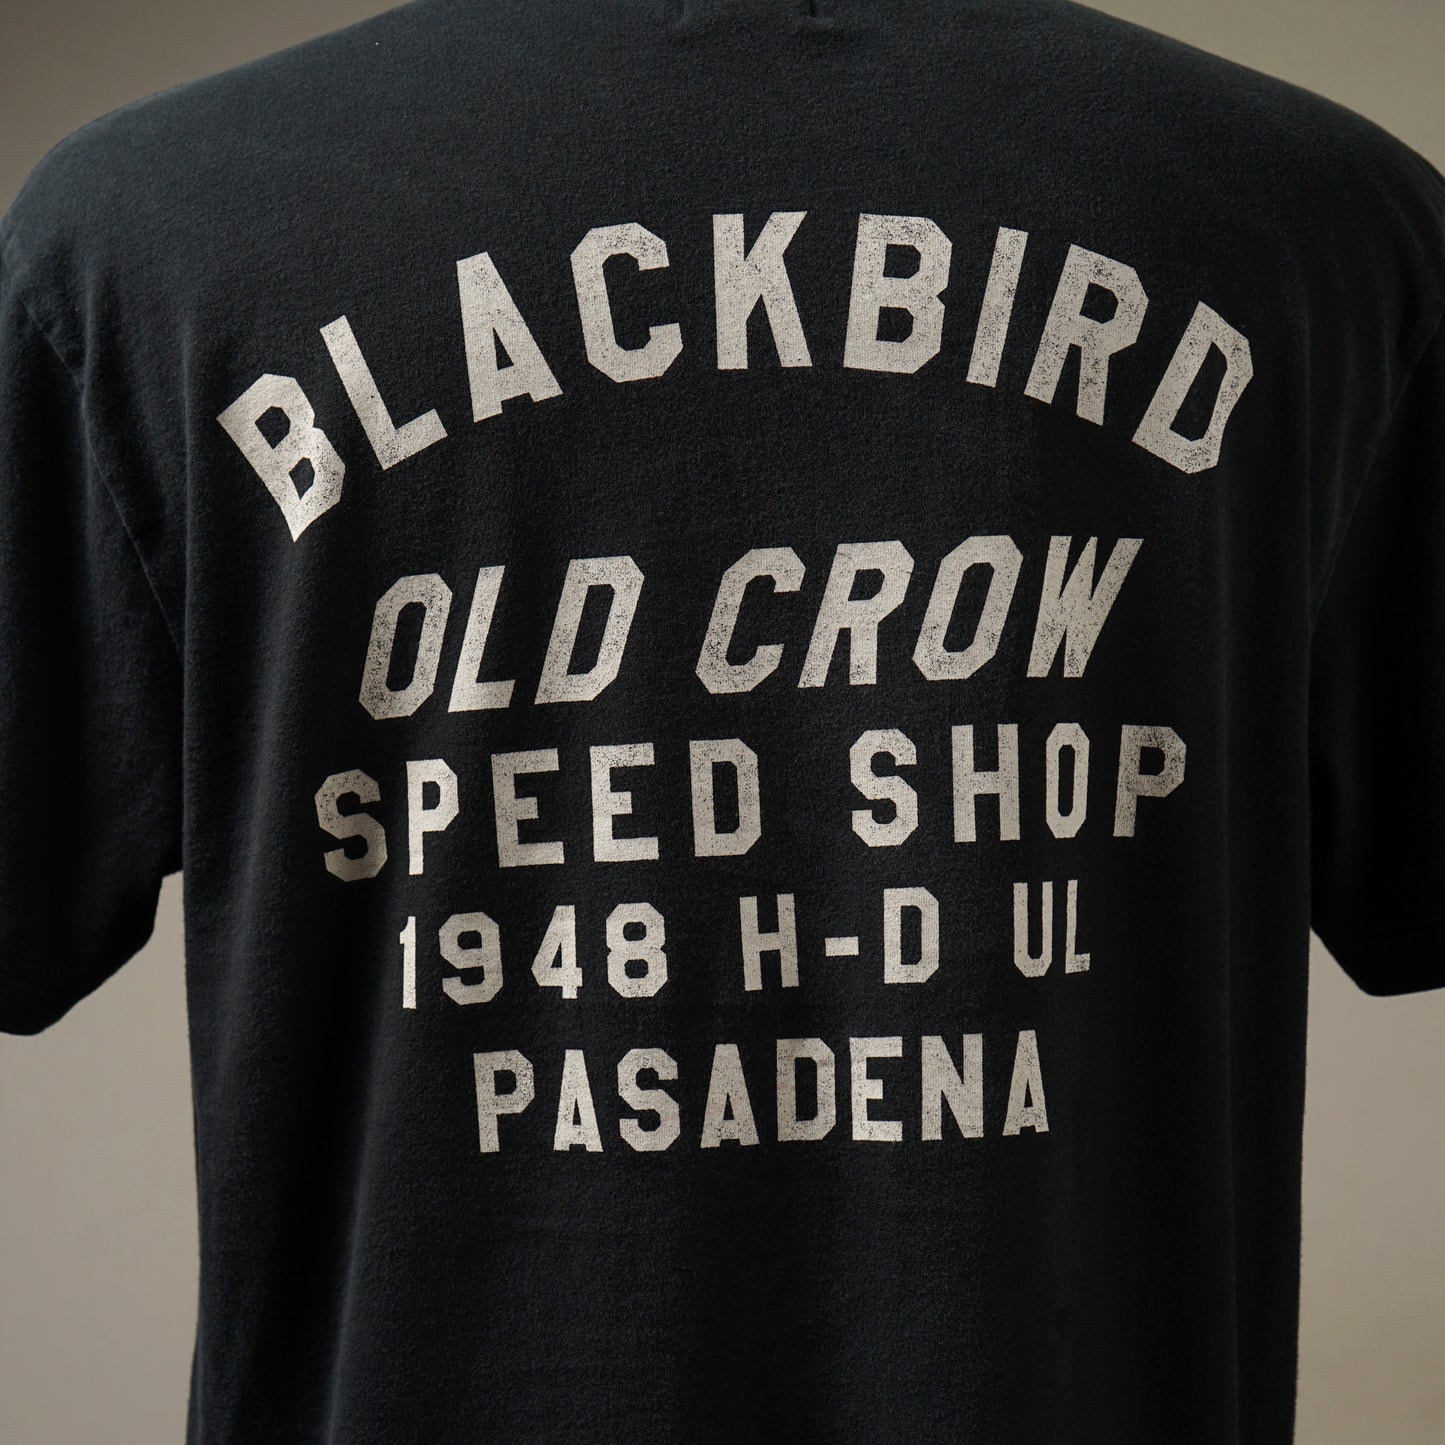 BLACKBIRD
OLD CROW
SPEED SHOP
1948 H-D UL
PASADENA